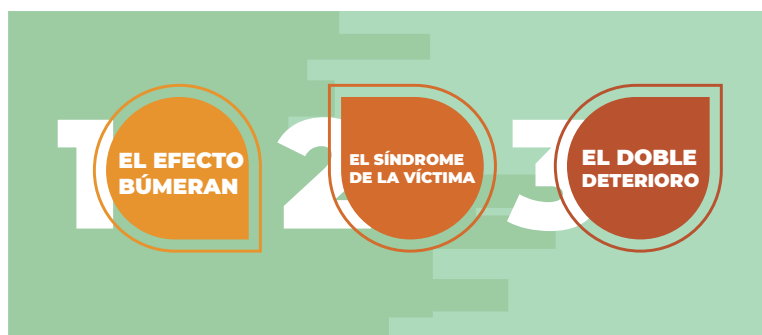 1
EL EFECTO
BÚMERAN
2
EL SÍNDROME
DE LA VÍCTIMA
3
EL DOBLE
DETERIORO